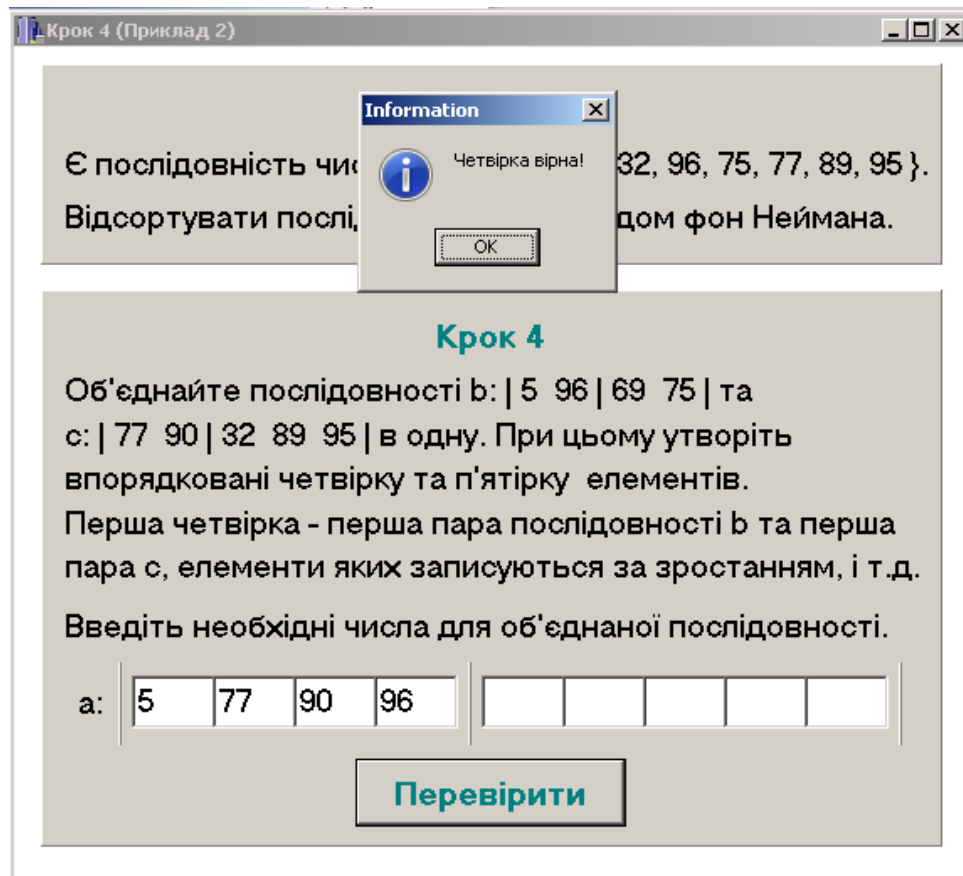 Крок 4 (Приклад 2)
Information
Четвірка вірна!
OK
Є послідовність 32, 96, 75, 77, 89, 95 }.
Відсортувати фон Неймана.
Крок 4
Об'єднайте послідовності b: | 5 96 | 69 75 | та
c: | 77 90 | 32 89 95 | в одну. При цьому утворіть
впорядковані четвірку та п'ятірку елементів.
Перша четвірка - перша пара послідовності b та перша
пара c, елементи яких записуються за зростанням, і т.д.
Введіть необхідні числа для об'єднаної послідовності.
a: 5 77 90 96
Перевірити